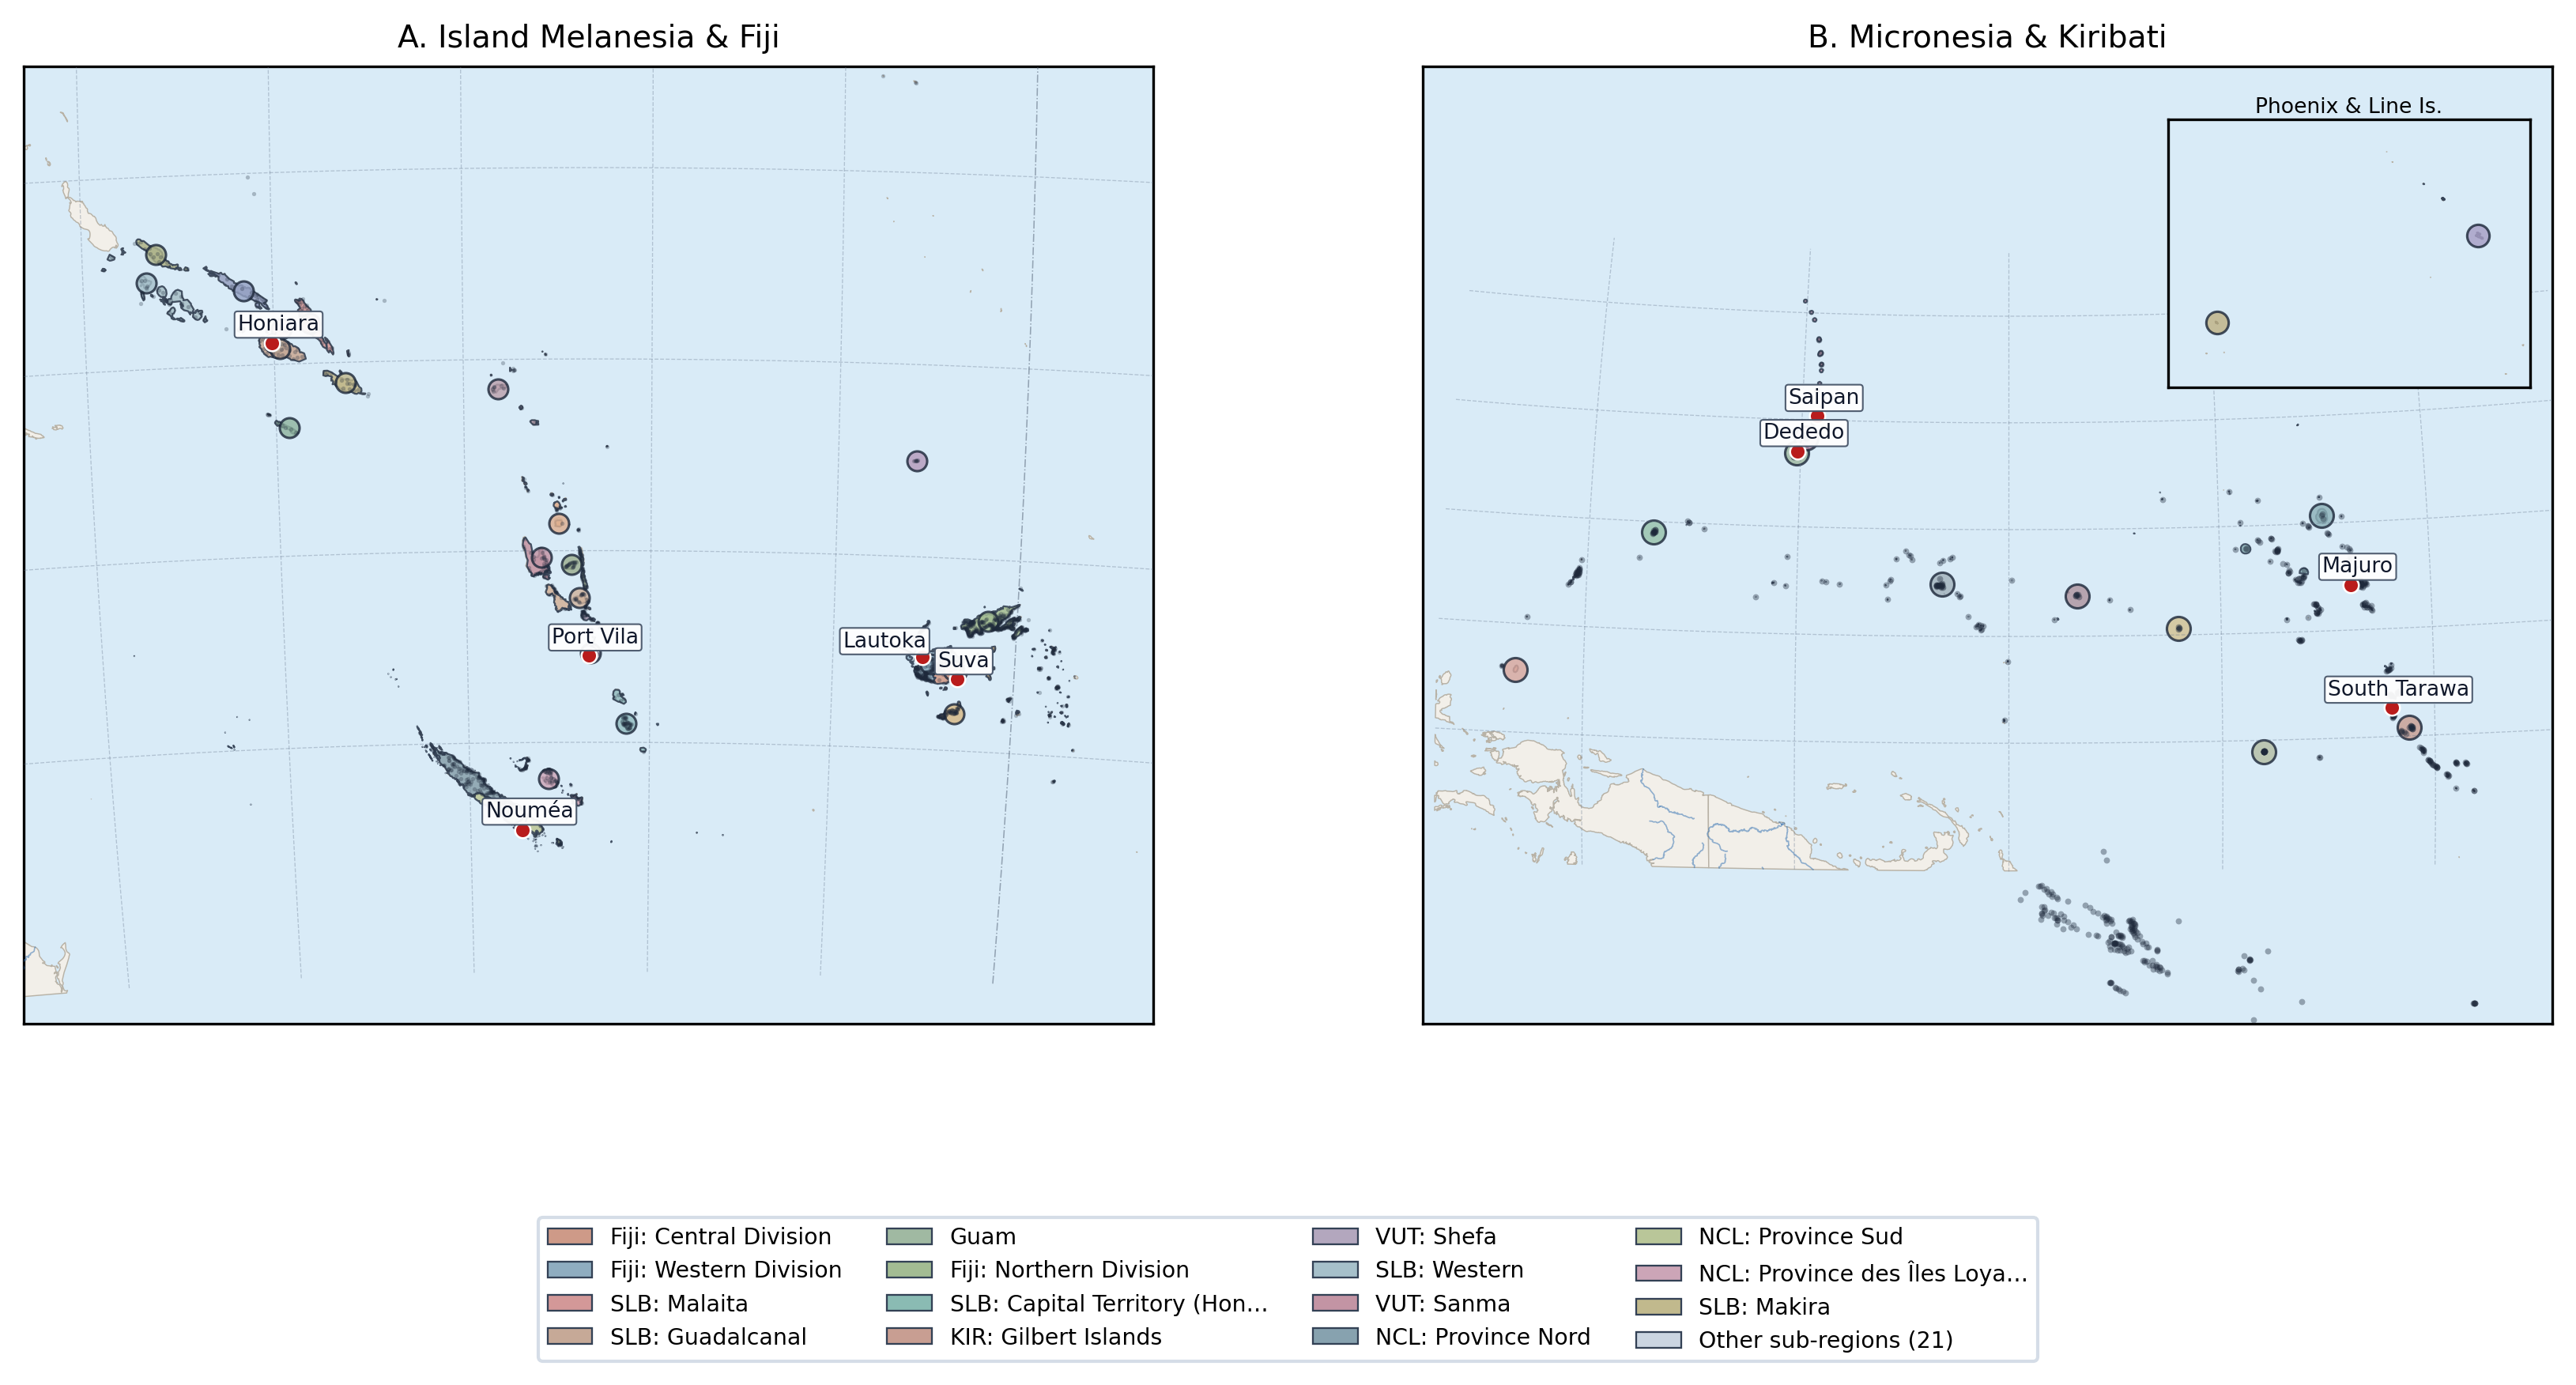 A. Island Melanesia & Fiji
Honiara
Port Vila
Lautoka
Suva
Nouméa
B. Micronesia & Kiribati
Phoenix & Line Is.
Saipan
Dededo
Majuro
South Tarawa
Fiji: Central Division
Fiji: Western Division
SLB: Malaita
SLB: Guadalcanal
Guam
Fiji: Northern Division
SLB: Capital Territory (Hon...
KIR: Gilbert Islands
VUT: Shefa
SLB: Western
VUT: Sanma
NCL: Province Nord
NCL: Province Sud
NCL: Province des Îles Loya...
SLB: Makira
Other sub-regions (21)